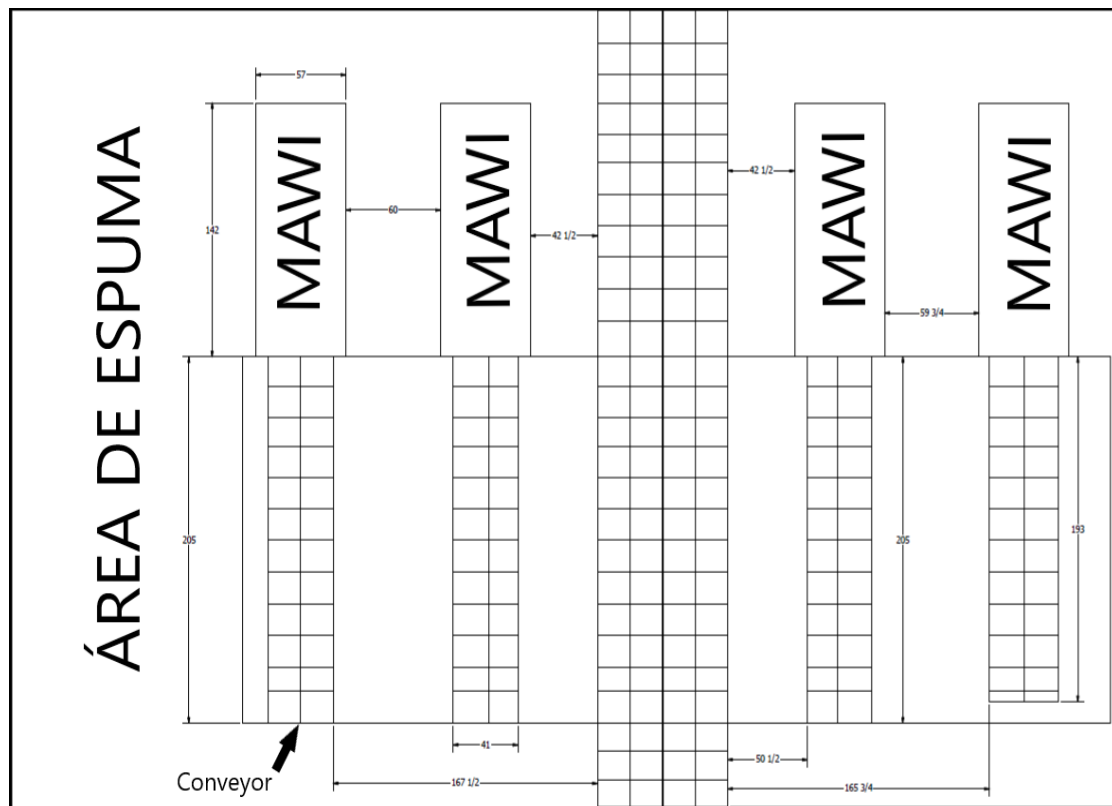 ÁREA DE ESPUMA
57
142
MAWI
60
MAWI
42 1/2
42 1/2
MAWI
59 3/4
MAWI
205
205
193
41
50 1/2
167 1/2
165 3/4
Conveyor